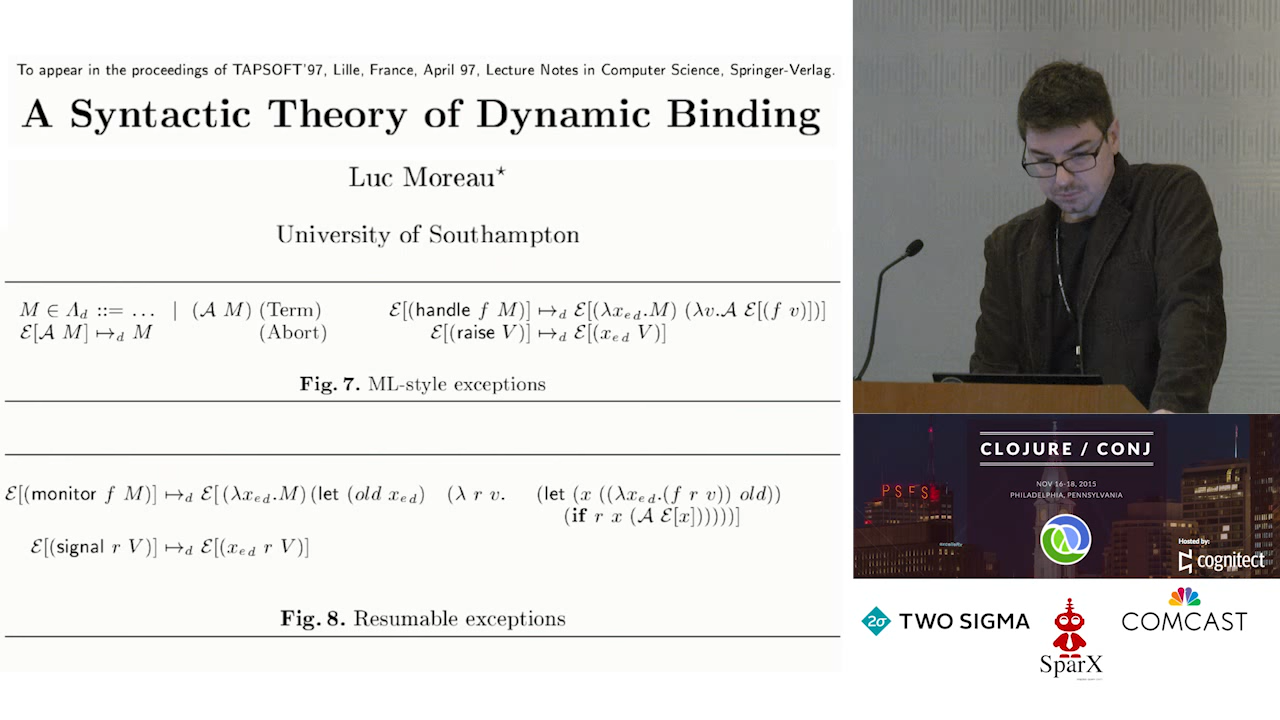 To appear in the proceedings of TAPSOFT'97, Lille, France, April 97, Lecture Notes in Computer Science, Springer-Verlag.
A Syntactic Theory of Dynamic Binding
Luc Moreau⋆
University of Southampton
M ∈ Λd ::= … | (𝒜 M) (Term) ℰ[(handle f M)] ↦d ℰ[(λxed.M) (λv.𝒜 ℰ[(f v)])]
ℰ[𝒜 M] ↦d M (Abort) ℰ[(raise V)] ↦d ℰ[(xed V)]
Fig. 7. ML-style exceptions
ℰ[(monitor f M)] ↦d ℰ[(λxed.M)(let (old xed) (λ r v. (let (x ((λxed.(f r v)) old))
(if r x (𝒜 ℰ[x]))))))]
ℰ[(signal r V)] ↦d ℰ[(xed r V)]
Fig. 8. Resumable exceptions
CLOJURE / CONJ
NOV 16-18, 2015
PHILADELPHIA, PENNSYLVANIA
PSFS
Hosted by:
cognitect
2σ TWO SIGMA
SparX
COMCAST